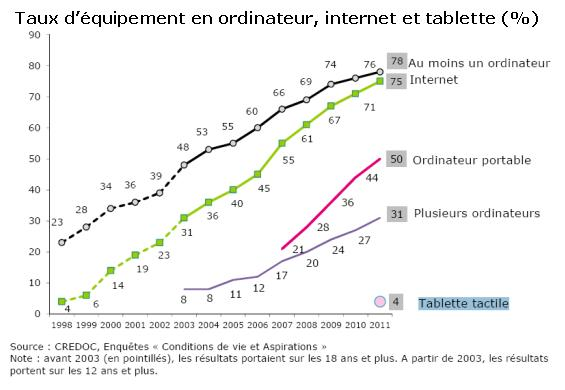 Taux d'équipement en ordinateur, internet et tablette (%)
90
80
70
60
50
40
30
20
10
0
23 28 34 36 39 48 53 55 60 66 69 74 76 78 Au moins un ordinateur
4 6 14 19 23 31 36 40 45 55 61 67 71 75 Internet
21 28 36 44 50 Ordinateur portable
8 8 11 12 17 20 24 27 31 Plusieurs ordinateurs
4 Tablette tactile
1998 1999 2000 2001 2002 2003 2004 2005 2006 2007 2008 2009 2010 2011
Source : CREDOC, Enquêtes « Conditions de vie et Aspirations »
Note : avant 2003 (en pointillés), les résultats portaient sur les 18 ans et plus. A partir de 2003, les résultats
portent sur les 12 ans et plus.